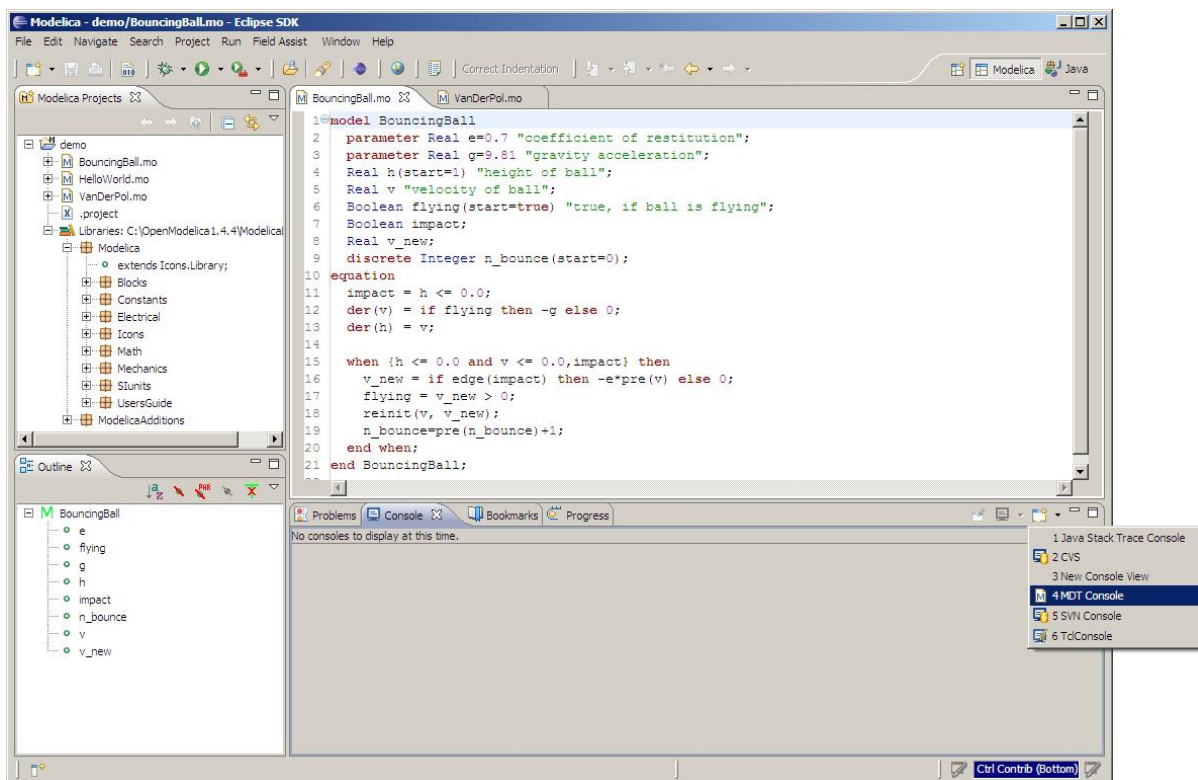 Modelica - demo/BouncingBall.mo - Eclipse SDK
File Edit Navigate Search Project Run Field Assist Window Help
Correct Indentation
Modelica Java
Modelica Projects
demo
BouncingBall.mo
HelloWorld.mo
VanDerPol.mo
.project
Libraries: C:\OpenModelica1.4.4\Modelical
Modelica
extends Icons.Library;
Blocks
Constants
Electrical
Icons
Math
Mechanics
SIunits
UsersGuide
ModelicaAdditions
BouncingBall.mo VanDerPol.mo
1 model BouncingBall
2 parameter Real e=0.7 "coefficient of restitution";
3 parameter Real g=9.81 "gravity acceleration";
4 Real h(start=1) "height of ball";
5 Real v "velocity of ball";
6 Boolean flying(start=true) "true, if ball is flying";
7 Boolean impact;
8 Real v_new;
9 discrete Integer n_bounce(start=0);
10 equation
11 impact = h <= 0.0;
12 der(v) = if flying then -g else 0;
13 der(h) = v;
14
15 when {h <= 0.0 and v <= 0.0,impact} then
16 v_new = if edge(impact) then -e*pre(v) else 0;
17 flying = v_new > 0;
18 reinit(v, v_new);
19 n_bounce=pre(n_bounce)+1;
20 end when;
21 end BouncingBall;
Outline
BouncingBall
e
flying
g
h
impact
n_bounce
v
v_new
Problems Console Bookmarks Progress
No consoles to display at this time.
1 Java Stack Trace Console
2 CVS
3 New Console View
4 MDT Console
5 SVN Console
6 TclConsole
Ctrl Contrib (Bottom)